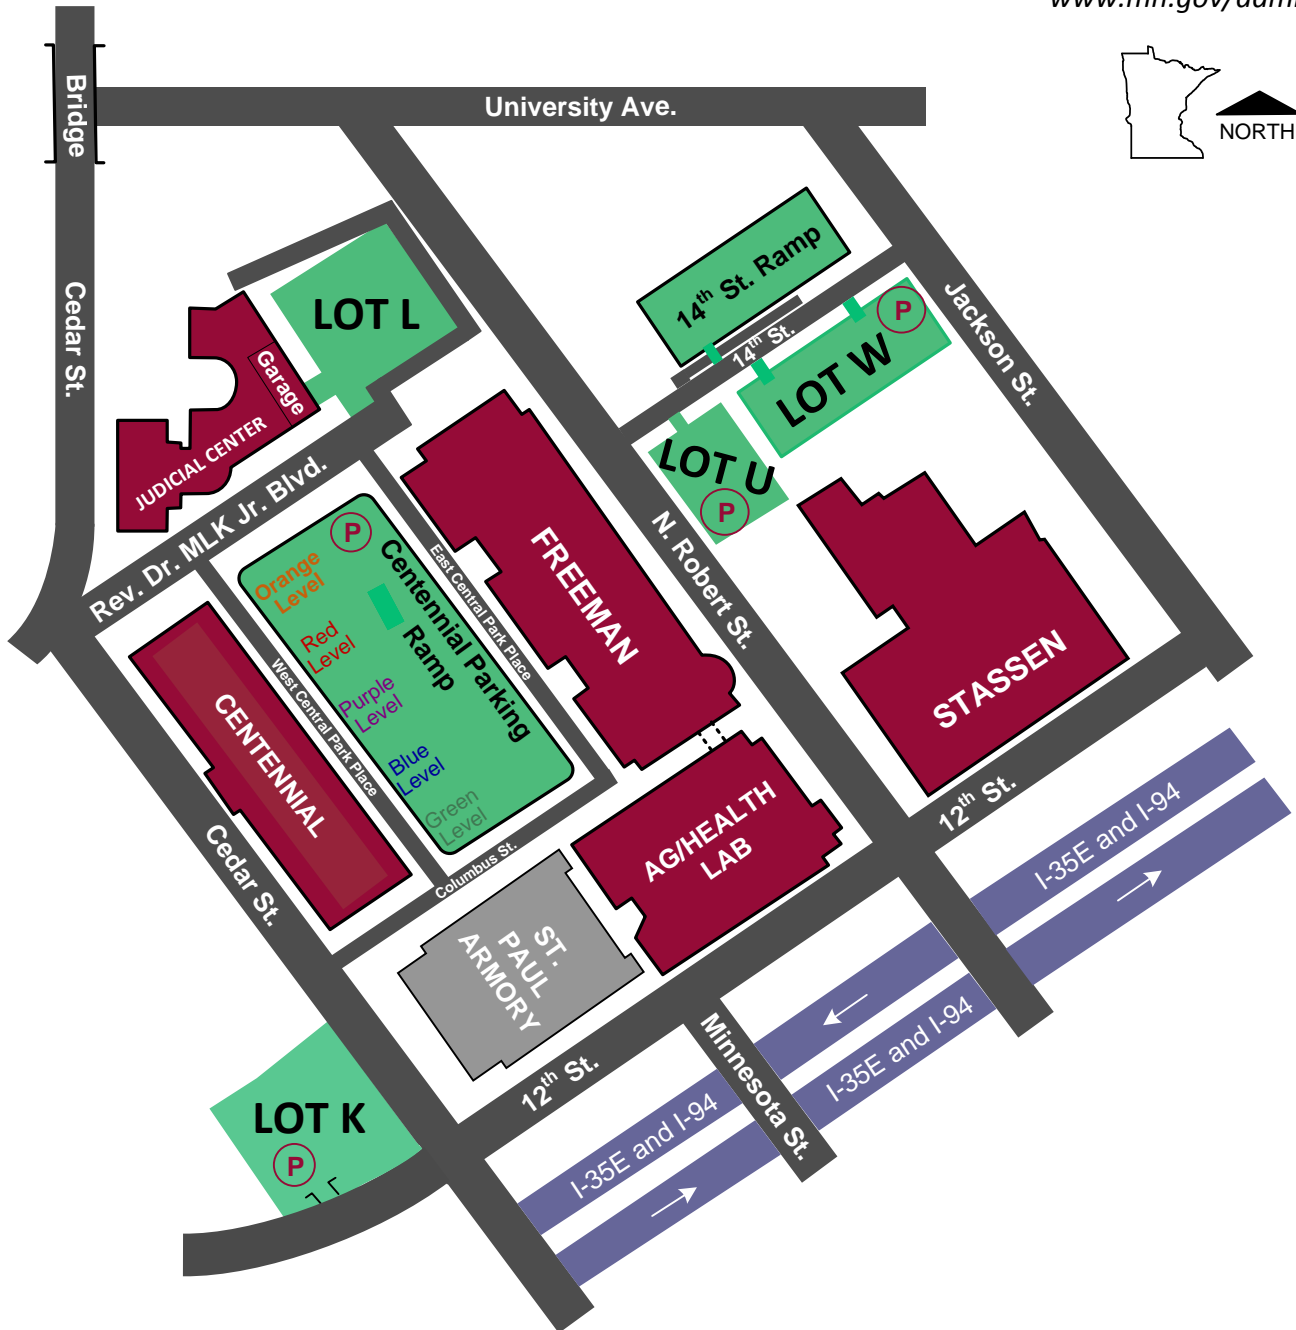 Bridge
University Ave.
NORTH
Cedar St.
LOT L
14th St. Ramp
14th St.
P
LOT W
Jackson St.
Garage
JUDICIAL CENTER
LOT U
P
Rev. Dr. MLK Jr. Blvd.
P
Centennial Parking
Ramp
Orange
Level
Red
Level
Purple
Level
Blue
Level
Green
Level
East Central Park Place
West Central Park Place
FREEMAN
N. Robert St.
STASSEN
CENTENNIAL
Cedar St.
Columbus St.
AG/HEALTH
LAB
12th St.
ST.
PAUL
ARMORY
I-35E and I-94
I-35E and I-94
Minnesota St.
12th St.
LOT K
P
I-35E and I-94